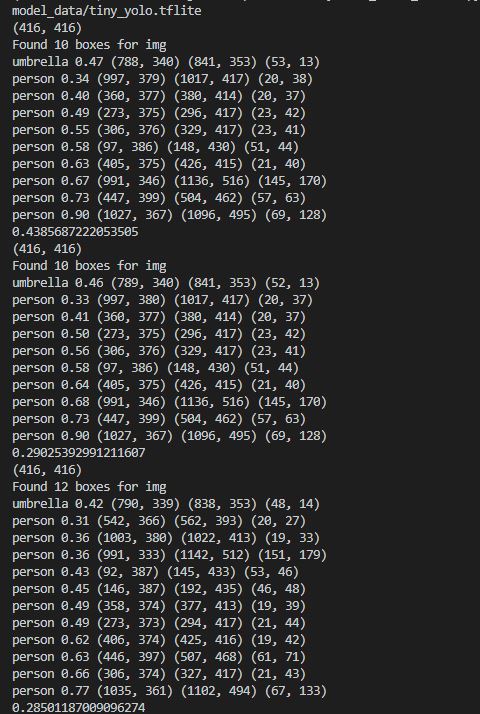 model_data/tiny_yolo.tflite
(416, 416)
Found 10 boxes for img
umbrella 0.47 (788, 340) (841, 353) (53, 13)
person 0.34 (997, 379) (1017, 417) (20, 38)
person 0.40 (360, 377) (380, 414) (20, 37)
person 0.49 (273, 375) (296, 417) (23, 42)
person 0.55 (306, 376) (329, 417) (23, 41)
person 0.58 (97, 386) (148, 430) (51, 44)
person 0.63 (405, 375) (426, 415) (21, 40)
person 0.67 (991, 346) (1136, 516) (145, 170)
person 0.73 (447, 399) (504, 462) (57, 63)
person 0.90 (1027, 367) (1096, 495) (69, 128)
0.4385687222053505
(416, 416)
Found 10 boxes for img
umbrella 0.46 (789, 340) (841, 353) (52, 13)
person 0.33 (997, 380) (1017, 417) (20, 37)
person 0.41 (360, 377) (380, 414) (20, 37)
person 0.50 (273, 375) (296, 417) (23, 42)
person 0.56 (306, 376) (329, 417) (23, 41)
person 0.58 (97, 386) (148, 430) (51, 44)
person 0.64 (405, 375) (426, 415) (21, 40)
person 0.68 (991, 346) (1136, 516) (145, 170)
person 0.73 (447, 399) (504, 462) (57, 63)
person 0.90 (1027, 367) (1096, 495) (69, 128)
0.29025392991211607
(416, 416)
Found 12 boxes for img
umbrella 0.42 (790, 339) (838, 353) (48, 14)
person 0.31 (542, 366) (562, 393) (20, 27)
person 0.36 (1003, 380) (1022, 413) (19, 33)
person 0.36 (991, 333) (1142, 512) (151, 179)
person 0.43 (92, 387) (145, 433) (53, 46)
person 0.45 (146, 387) (192, 435) (46, 48)
person 0.49 (358, 374) (377, 413) (19, 39)
person 0.49 (273, 373) (294, 417) (21, 44)
person 0.62 (406, 374) (425, 416) (19, 42)
person 0.63 (446, 397) (507, 468) (61, 71)
person 0.66 (306, 374) (327, 417) (21, 43)
person 0.77 (1035, 361) (1102, 494) (67, 133)
0.28501187009096274